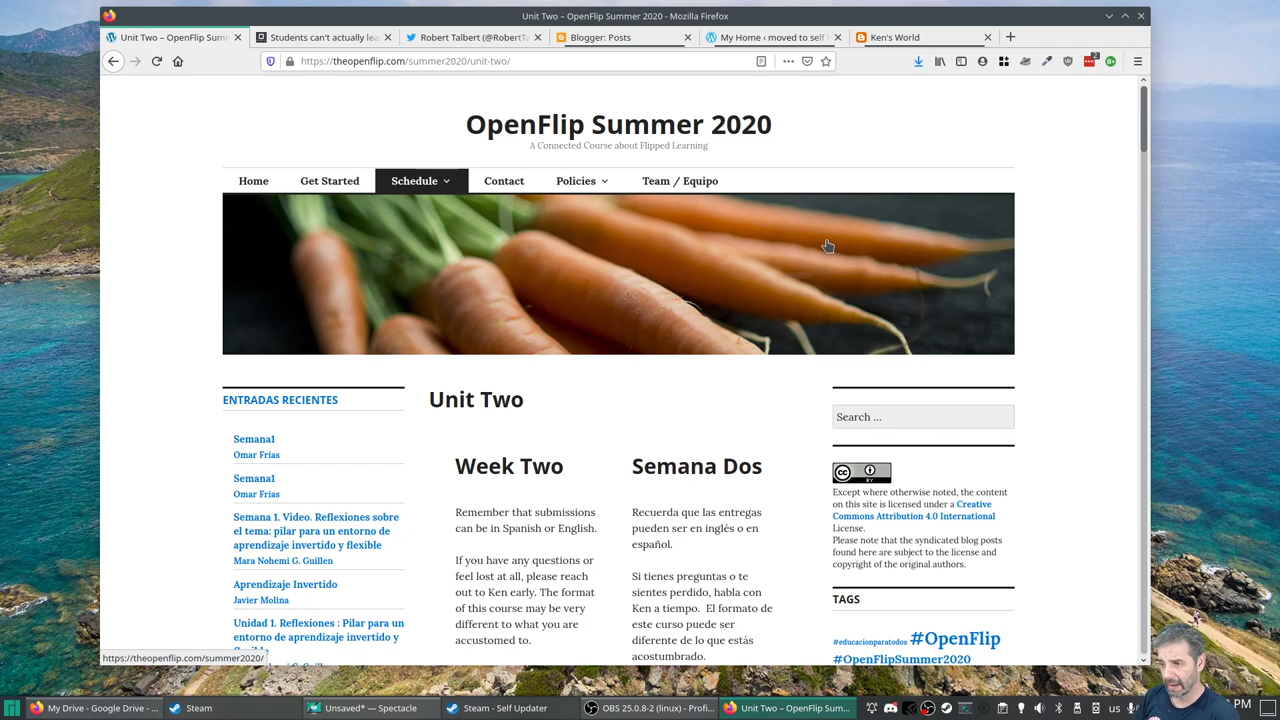 Unit Two – OpenFlip Summer 2020 - Mozilla Firefox
Unit Two – OpenFlip Sum
Students can't actually lea
Robert Talbert (@RobertTa
Blogger: Posts
My Home ‹ moved to self
Ken's World
https://theopenflip.com/summer2020/unit-two/
2
OpenFlip Summer 2020
A Connected Course about Flipped Learning
Home Get Started Schedule Contact Policies Team / Equipo
ENTRADAS RECIENTES
Semana1
Omar Frias
Semana1
Omar Frias
Semana 1. Video. Reflexiones sobre
el tema: pilar para un entorno de
aprendizaje invertido y flexible
Mara Nohemi G. Guillen
Aprendizaje Invertido
Javier Molina
Unidad 1. Reflexiones : Pilar para un
entorno de aprendizaje invertido y
Unit Two
Week Two
Remember that submissions
can be in Spanish or English.
If you have any questions or
feel lost at all, please reach
out to Ken early. The format
of this course may be very
different to what you are
accustomed to.
Semana Dos
Recuerda que las entregas
pueden ser en inglés o en
español.
Si tienes preguntas o te
sientes perdido, habla con
Ken a tiempo. El formato de
este curso puede ser
diferente de lo que estás
acostumbrado.
Search …
cc BY
Except where otherwise noted, the content
on this site is licensed under a Creative
Commons Attribution 4.0 International
License.
Please note that the syndicated blog posts
found here are subject to the license and
copyright of the original authors.
TAGS
#educacionparatodos #OpenFlip
#OpenFlipSummer2020
https://theopenflip.com/summer2020/
My Drive - Google Drive - ...
Steam
Unsaved* — Spectacle
Steam - Self Updater
OBS 25.0.8-2 (linux) - Profi...
Unit Two – OpenFlip Sum...
us
PM